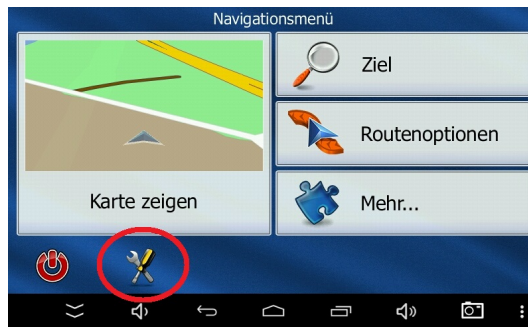 Navigationsmenü
Ziel
Routenoptionen
Karte zeigen
Mehr...